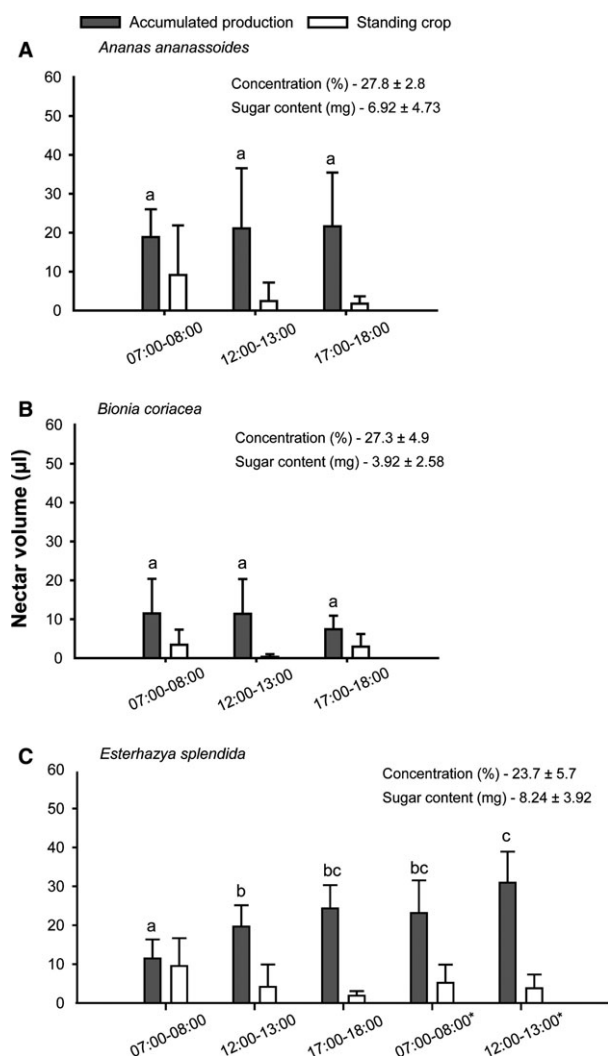 Accumulated production Standing crop
A Ananas ananassoides
Concentration (%) - 27.8 ± 2.8
Sugar content (mg) - 6.92 ± 4.73
60
50
40
30
20
10
0
a a a
07:00-08:00 12:00-13:00 17:00-18:00
B Bionia coriacea
Concentration (%) - 27.3 ± 4.9
Sugar content (mg) - 3.92 ± 2.58
Nectar volume (µl)
60
50
40
30
20
10
0
a a a
07:00-08:00 12:00-13:00 17:00-18:00
C Esterhazya splendida
Concentration (%) - 23.7 ± 5.7
Sugar content (mg) - 8.24 ± 3.92
60
50
40
30
20
10
0
a b bc bc c
07:00-08:00 12:00-13:00 17:00-18:00 07:00-08:00* 12:00-13:00*